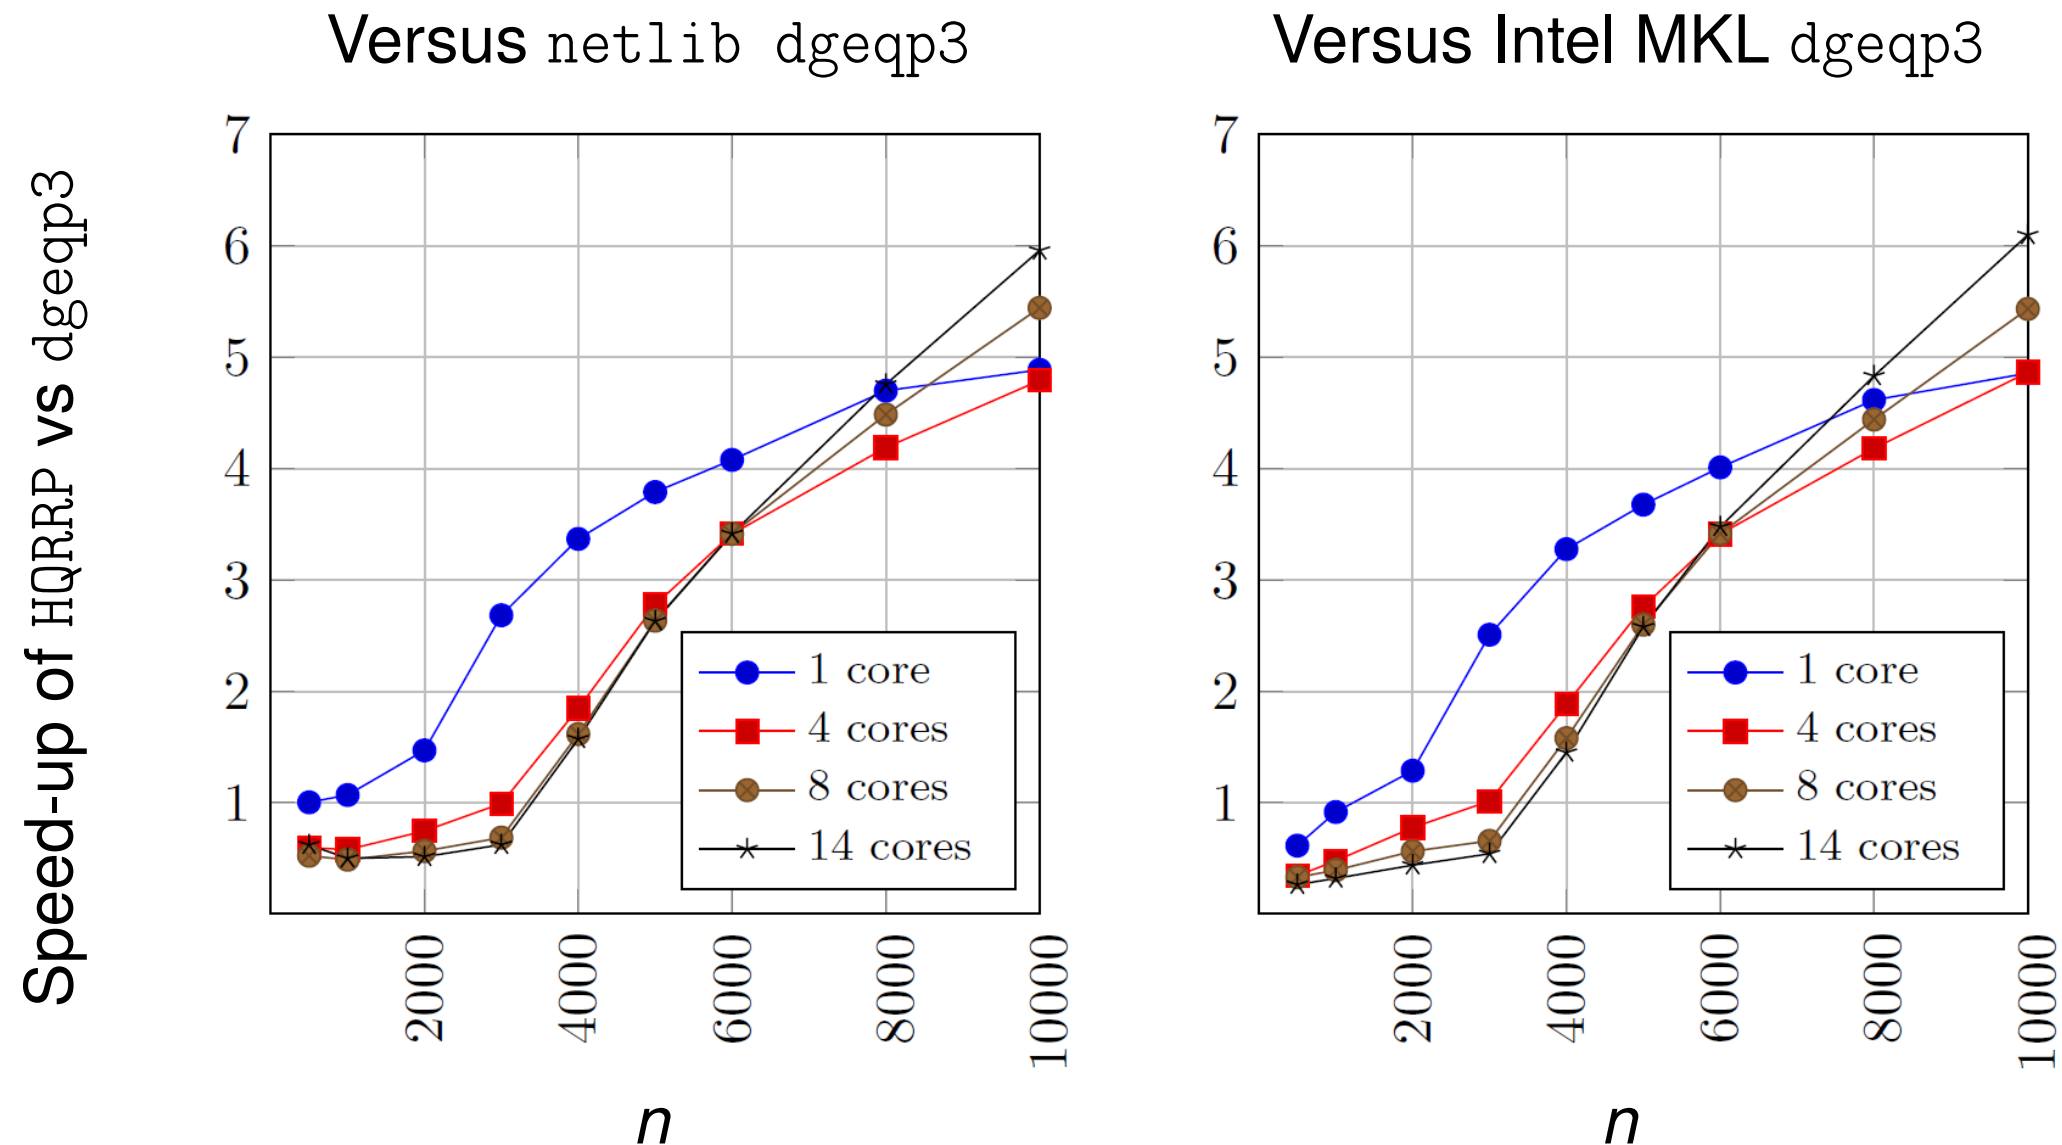 Versus netlib dgeqp3
Speed-up of HQRRP vs dgeqp3
7
6
5
4
3
2
1
1 core
4 cores
8 cores
14 cores
2000
4000
6000
8000
10000
n
Versus Intel MKL dgeqp3
7
6
5
4
3
2
1
1 core
4 cores
8 cores
14 cores
2000
4000
6000
8000
10000
n